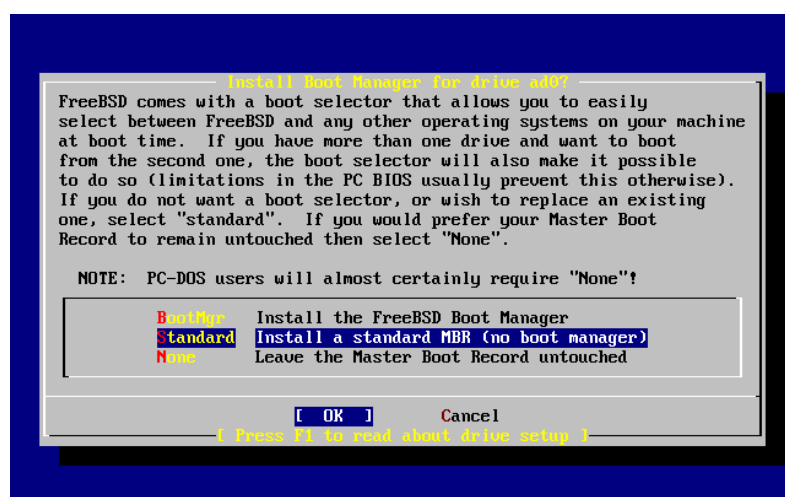 Install Boot Manager for drive ad0?
FreeBSD comes with a boot selector that allows you to easily
select between FreeBSD and any other operating systems on your machine
at boot time.  If you have more than one drive and want to boot
from the second one, the boot selector will also make it possible
to do so (limitations in the PC BIOS usually prevent this otherwise).
If you do not want a boot selector, or wish to replace an existing
one, select "standard".  If you would prefer your Master Boot
Record to remain untouched then select "None".
NOTE:  PC-DOS users will almost certainly require "None"!
BootMgr  Install the FreeBSD Boot Manager
Standard  Install a standard MBR (no boot manager)
None  Leave the Master Boot Record untouched
[  OK  ]  Cancel
[ Press F1 to read about drive setup ]